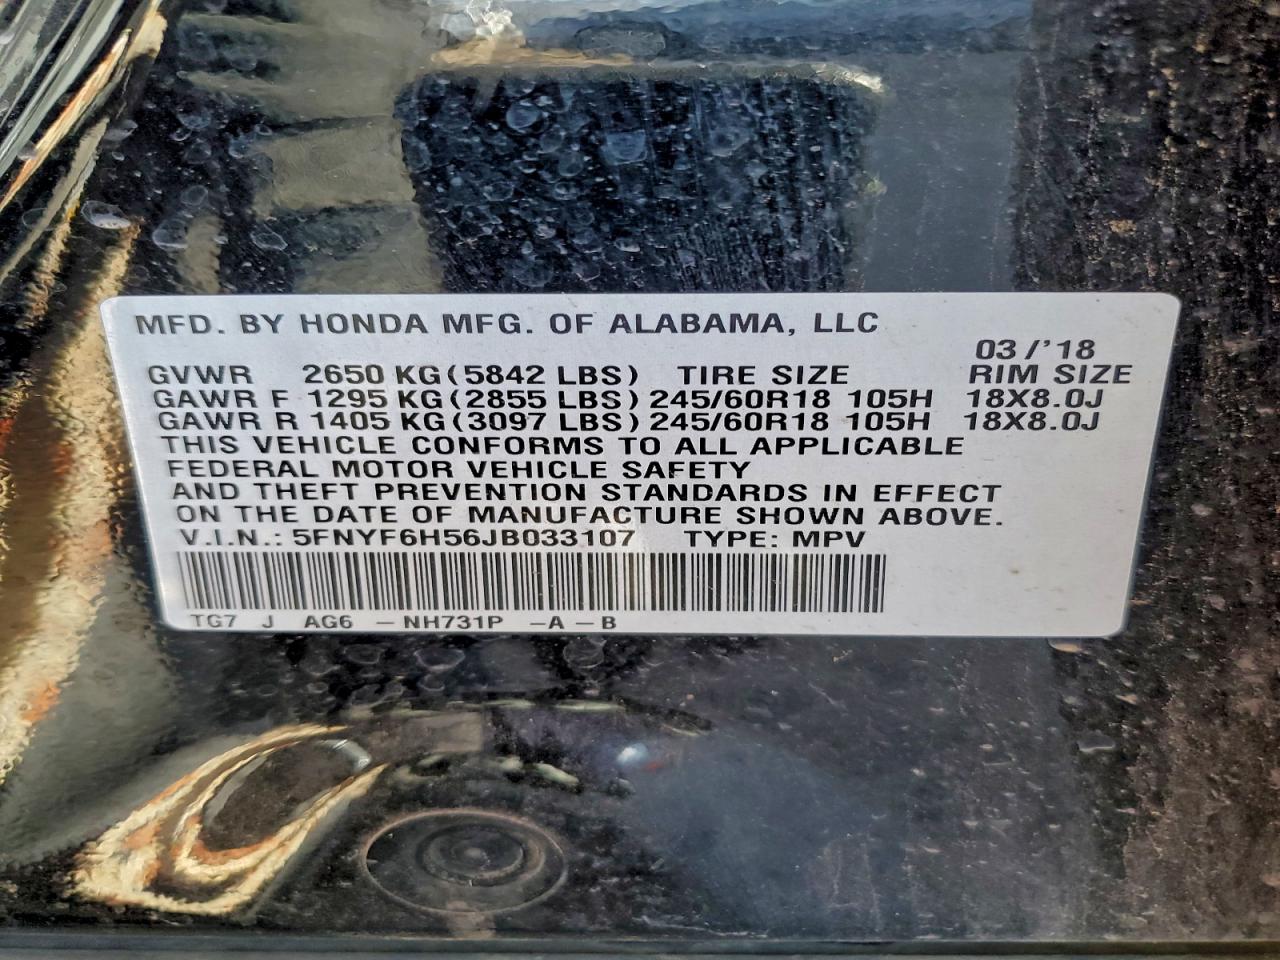 MFD. BY HONDA MFG. OF ALABAMA, LLC
03/'18
GVWR 2650 KG(5842 LBS) TIRE SIZE RIM SIZE
GAWR F 1295 KG(2855 LBS) 245/60R18 105H 18X8.0J
GAWR R 1405 KG(3097 LBS) 245/60R18 105H 18X8.0J
THIS VEHICLE CONFORMS TO ALL APPLICABLE
FEDERAL MOTOR VEHICLE SAFETY
AND THEFT PREVENTION STANDARDS IN EFFECT
ON THE DATE OF MANUFACTURE SHOWN ABOVE.
V.I.N.: 5FNYF6H56JB033107 TYPE: MPV
TG7 J AG6 -NH731P -A-B